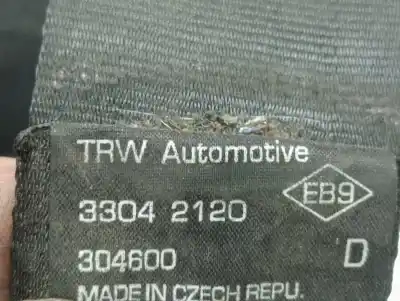 TRW Automotive
EB9
3304 2120
304600 D
MADE IN CZECH REPU.